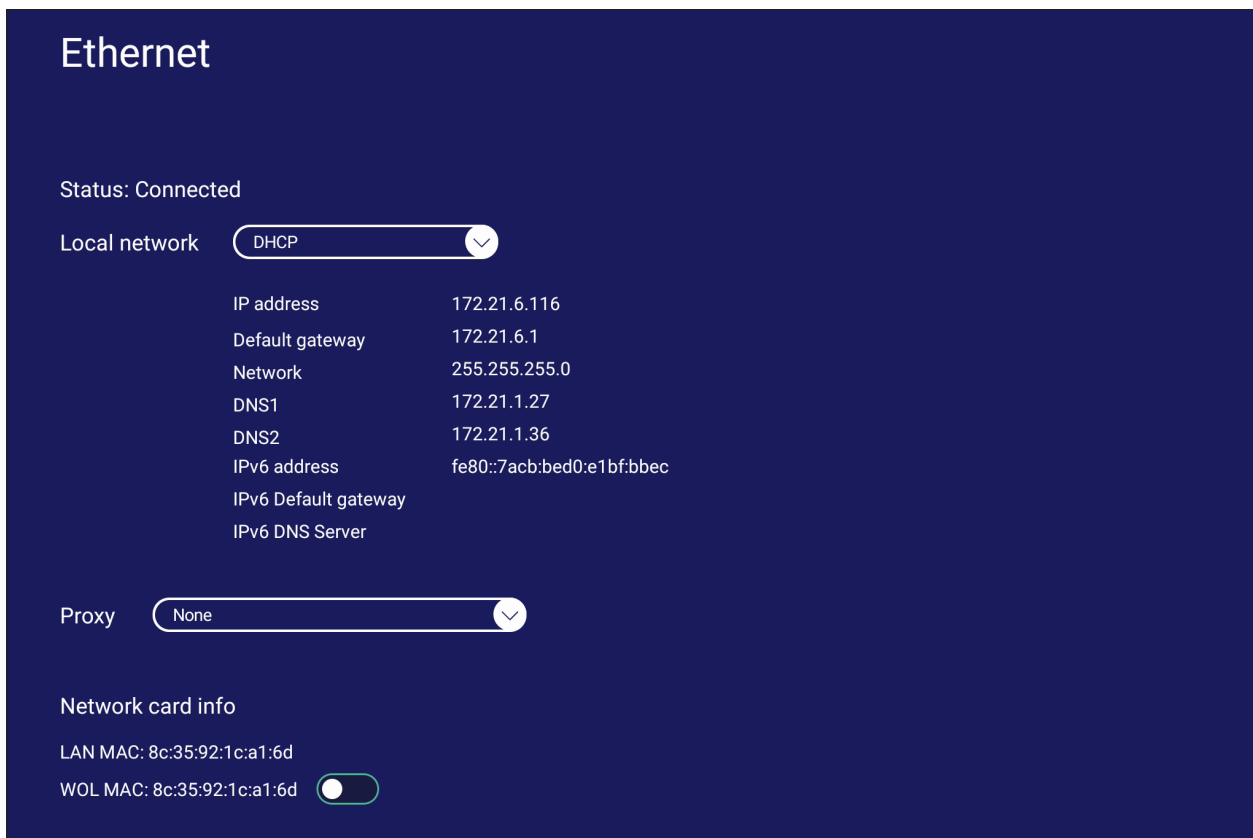 Ethernet
Status: Connected
Local network DHCP
IP address 172.21.6.116
Default gateway 172.21.6.1
Network 255.255.255.0
DNS1 172.21.1.27
DNS2 172.21.1.36
IPv6 address fe80::7acb:bed0:e1bf:bbec
IPv6 Default gateway
IPv6 DNS Server
Proxy None
Network card info
LAN MAC: 8c:35:92:1c:a1:6d
WOL MAC: 8c:35:92:1c:a1:6d